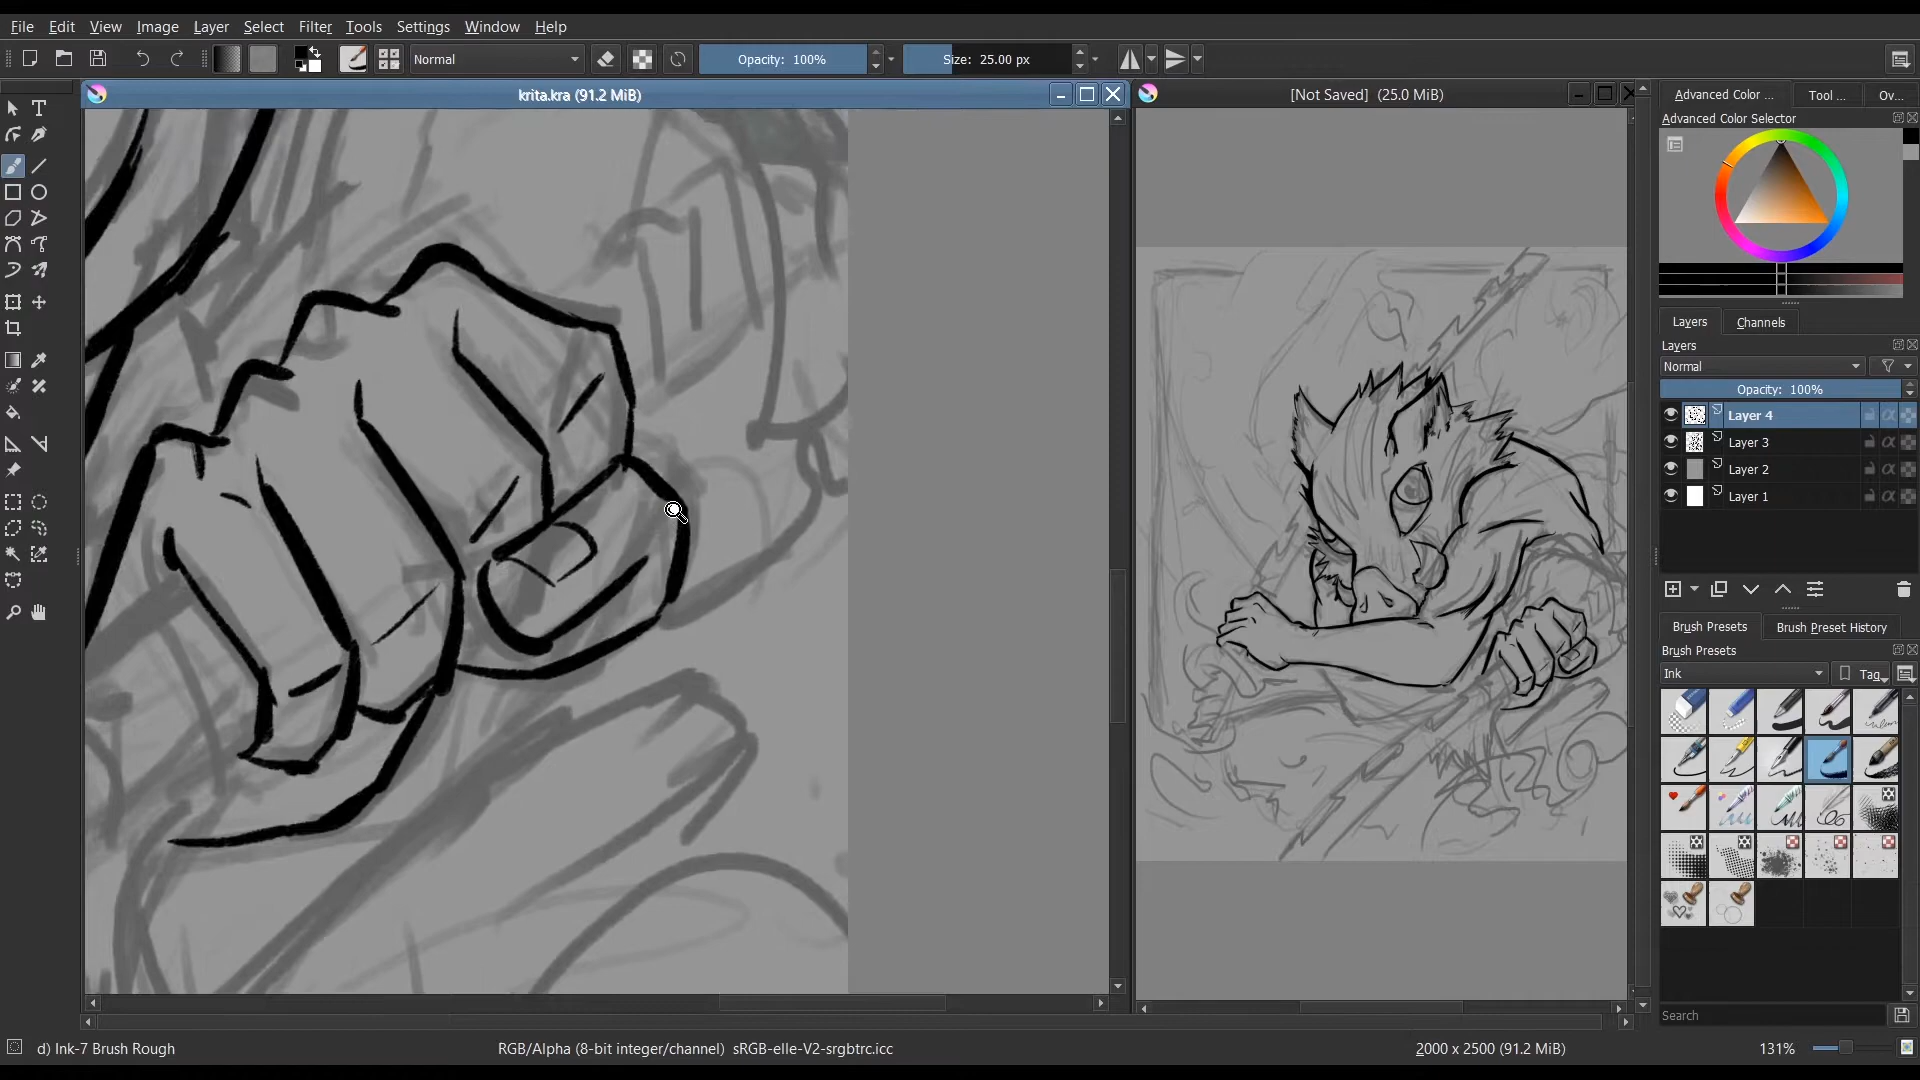 File Edit View Image Layer Select Filter Tools Settings Window Help
Normal Opacity: 100% Size: 25.00 px
krita.kra (91.2 MiB)
[Not Saved] (25.0 MiB)
Advanced Color ... Tool ... Ov...
Advanced Color Selector
Layers Channels
Layers
Normal
Opacity: 100%
Layer 4
Layer 3
Layer 2
Layer 1
Brush Presets Brush Preset History
Brush Presets
Ink Tag
Search
d) Ink-7 Brush Rough RGB/Alpha (8-bit integer/channel) sRGB-elle-V2-srgbtrc.icc 2000 x 2500 (91.2 MiB) 131%